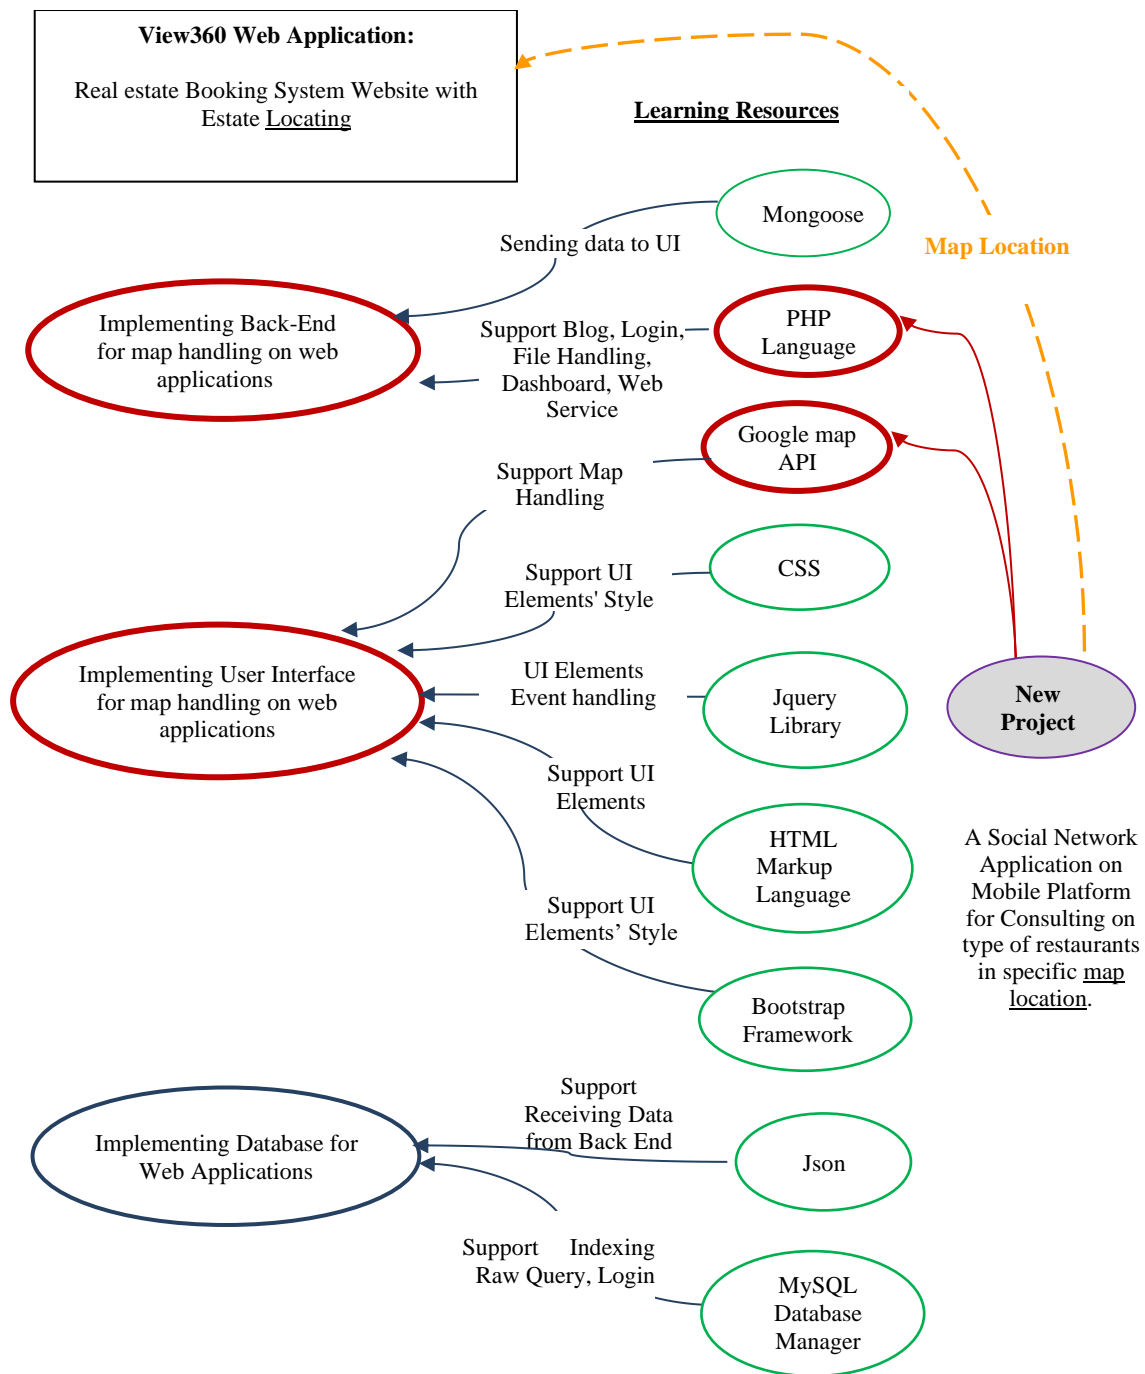 View360 Web Application:
Real estate Booking System Website with
Estate Locating
Learning Resources
Mongoose
Sending data to UI
Map Location
Implementing Back-End
for map handling on web
applications
Support Blog, Login,
File Handling,
Dashboard, Web
Service
PHP
Language
Google map
API
Support Map
Handling
CSS
Support UI
Elements' Style
Implementing User Interface
for map handling on web
applications
UI Elements
Event handling
Jquery
Library
New
Project
Support UI
Elements
HTML
Markup
Language
A Social Network
Application on
Mobile Platform
for Consulting on
type of restaurants
in specific map
location.
Support UI
Elements’ Style
Bootstrap
Framework
Support
Receiving Data
from Back End
Implementing Database for
Web Applications
Json
Support Indexing
Raw Query, Login
MySQL
Database
Manager